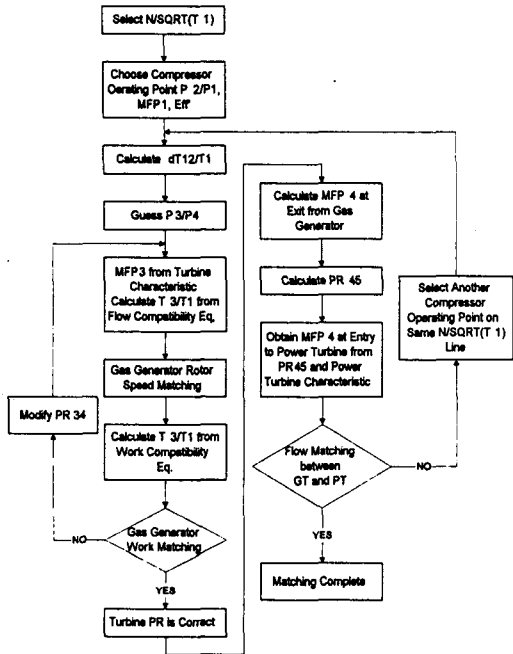 Select N/SQRT(T 1)
Choose Compressor
Oerating Point P 2/P1,
MFP1, Eff
Calculate dT12/T1
Guess P 3/P4
MFP3 from Turbine
Characteristic
Calculate T 3/T1 from
Flow Compatibility Eq.
Gas Generator Rotor
Speed Matching
Modify PR 34
Calculate T 3/T1 from
Work Compatibility
Eq.
NO
Gas Generator
Work Matching
YES
Turbine PR is Correct
Calculate MFP 4 at
Exit from Gas
Generator
Calculate PR 45
Obtain MFP 4 at Entry
to Power Turbine from
PR45 and Power
Turbine Characteristic
Select Another
Compressor
Operating Point on
Same N/SQRT(T 1)
Line
Flow Matching
between
GT and PT
NO
YES
Matching Complete